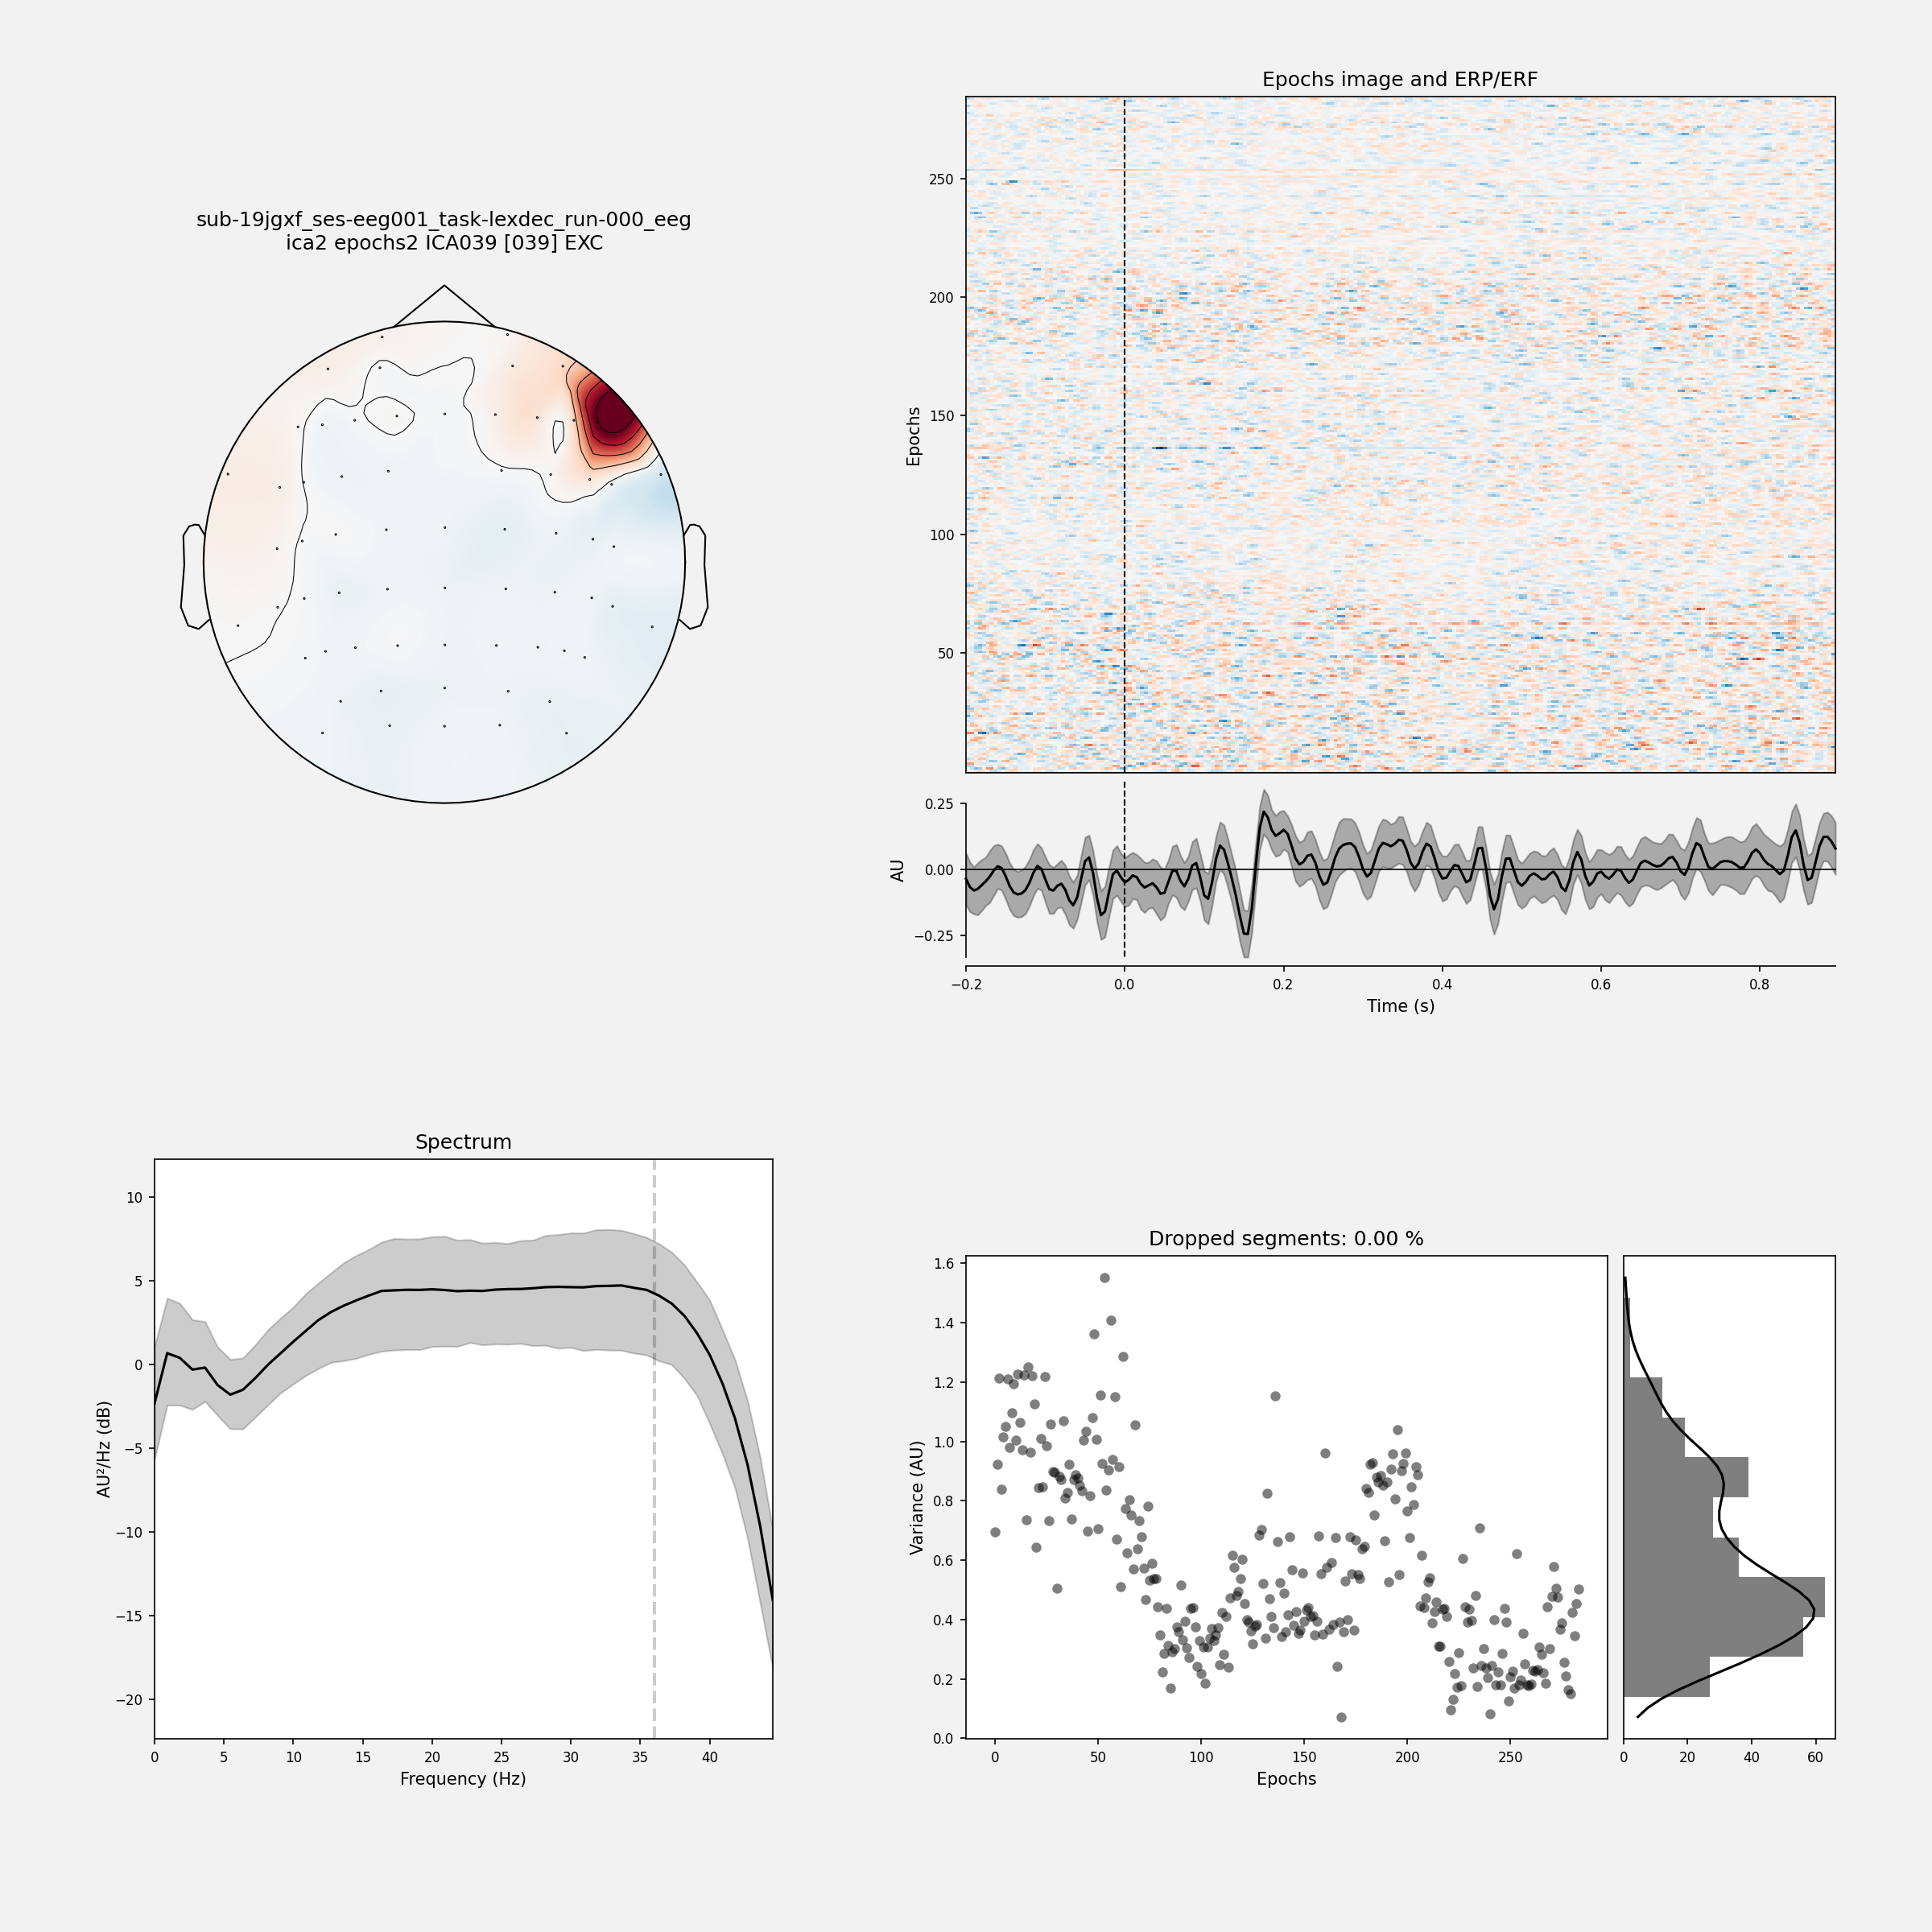 sub-19jgxf_ses-eeg001_task-lexdec_run-000_eeg
ica2 epochs2 ICA039 [039] EXC
Epochs image and ERP/ERF
Epochs
250
200
150
100
50
AU
0.25
0.00
−0.25
−0.2 0.0 0.2 0.4 0.6 0.8
Time (s)
Spectrum
AU²/Hz (dB)
10
5
0
−5
−10
−15
−20
0 5 10 15 20 25 30 35 40
Frequency (Hz)
Dropped segments: 0.00 %
Variance (AU)
1.6
1.4
1.2
1.0
0.8
0.6
0.4
0.2
0.0
0 50 100 150 200 250
Epochs
0 20 40 60